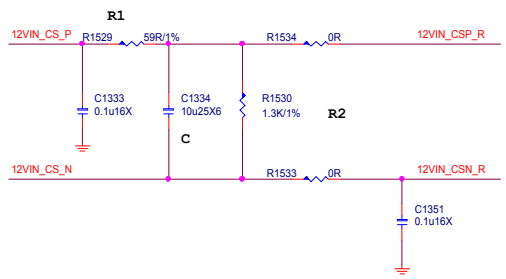 R1
12VIN_CS_P
R1529
59R/1%
R1534
0R
12VIN_CSP_R
C1333
0.1u16X
C1334
10u25X6
R1530
1.3K/1%
R2
C
12VIN_CS_N
R1533
0R
12VIN_CSN_R
C1351
0.1u16X